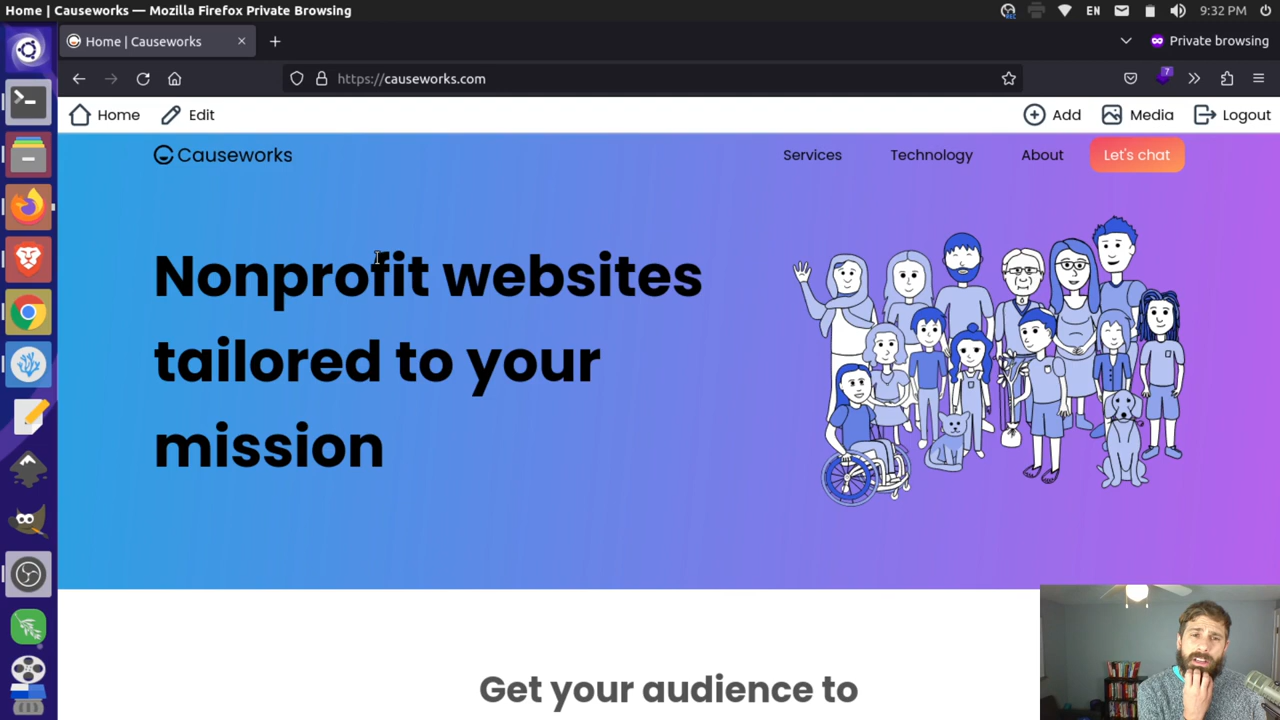 Home | Causeworks — Mozilla Firefox Private Browsing
EN
9:32 PM
Home | Causeworks
Private browsing
https://causeworks.com
7
Home
Edit
Add
Media
Logout
Causeworks
Services
Technology
About
Let's chat
Nonprofit websites
tailored to your
mission
Get your audience to